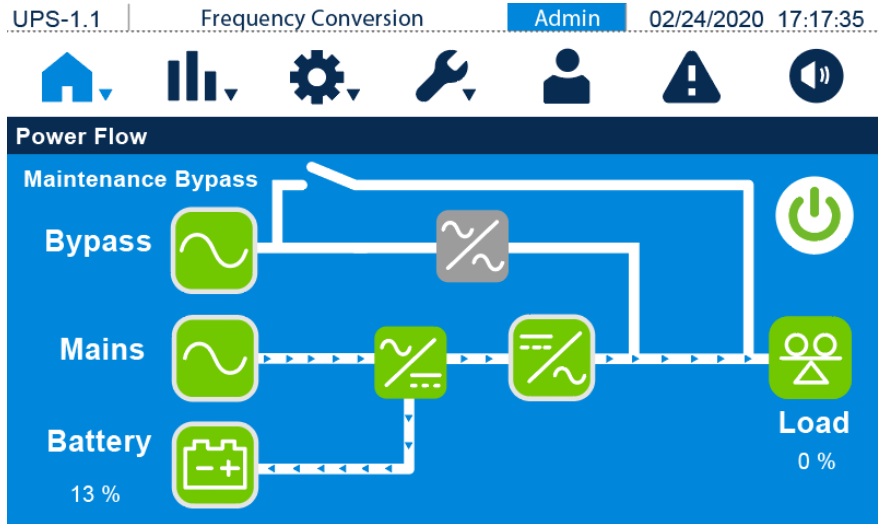 UPS-1.1 Frequency Conversion Admin 02/24/2020 17:17:35
Power Flow
Maintenance Bypass
Bypass
Mains
Battery
13 %
Load
0 %